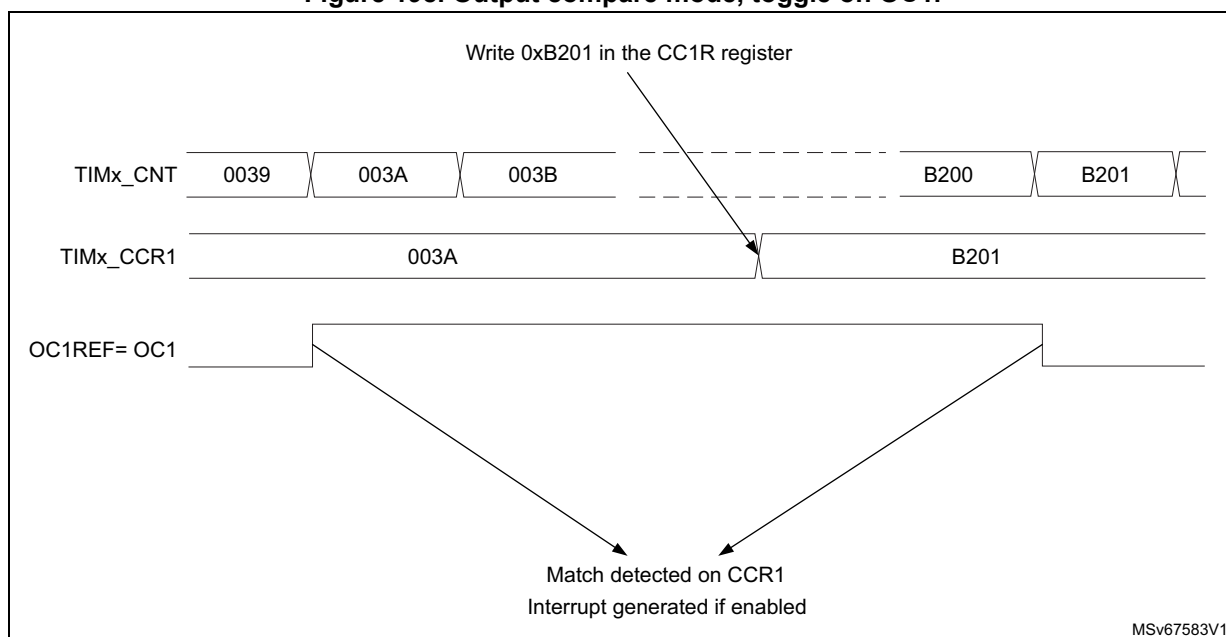 Write 0xB201 in the CC1R register
TIMx_CNT 0039 003A 003B B200 B201
TIMx_CCR1 003A B201
OC1REF= OC1
Match detected on CCR1
Interrupt generated if enabled
MSv67583V1